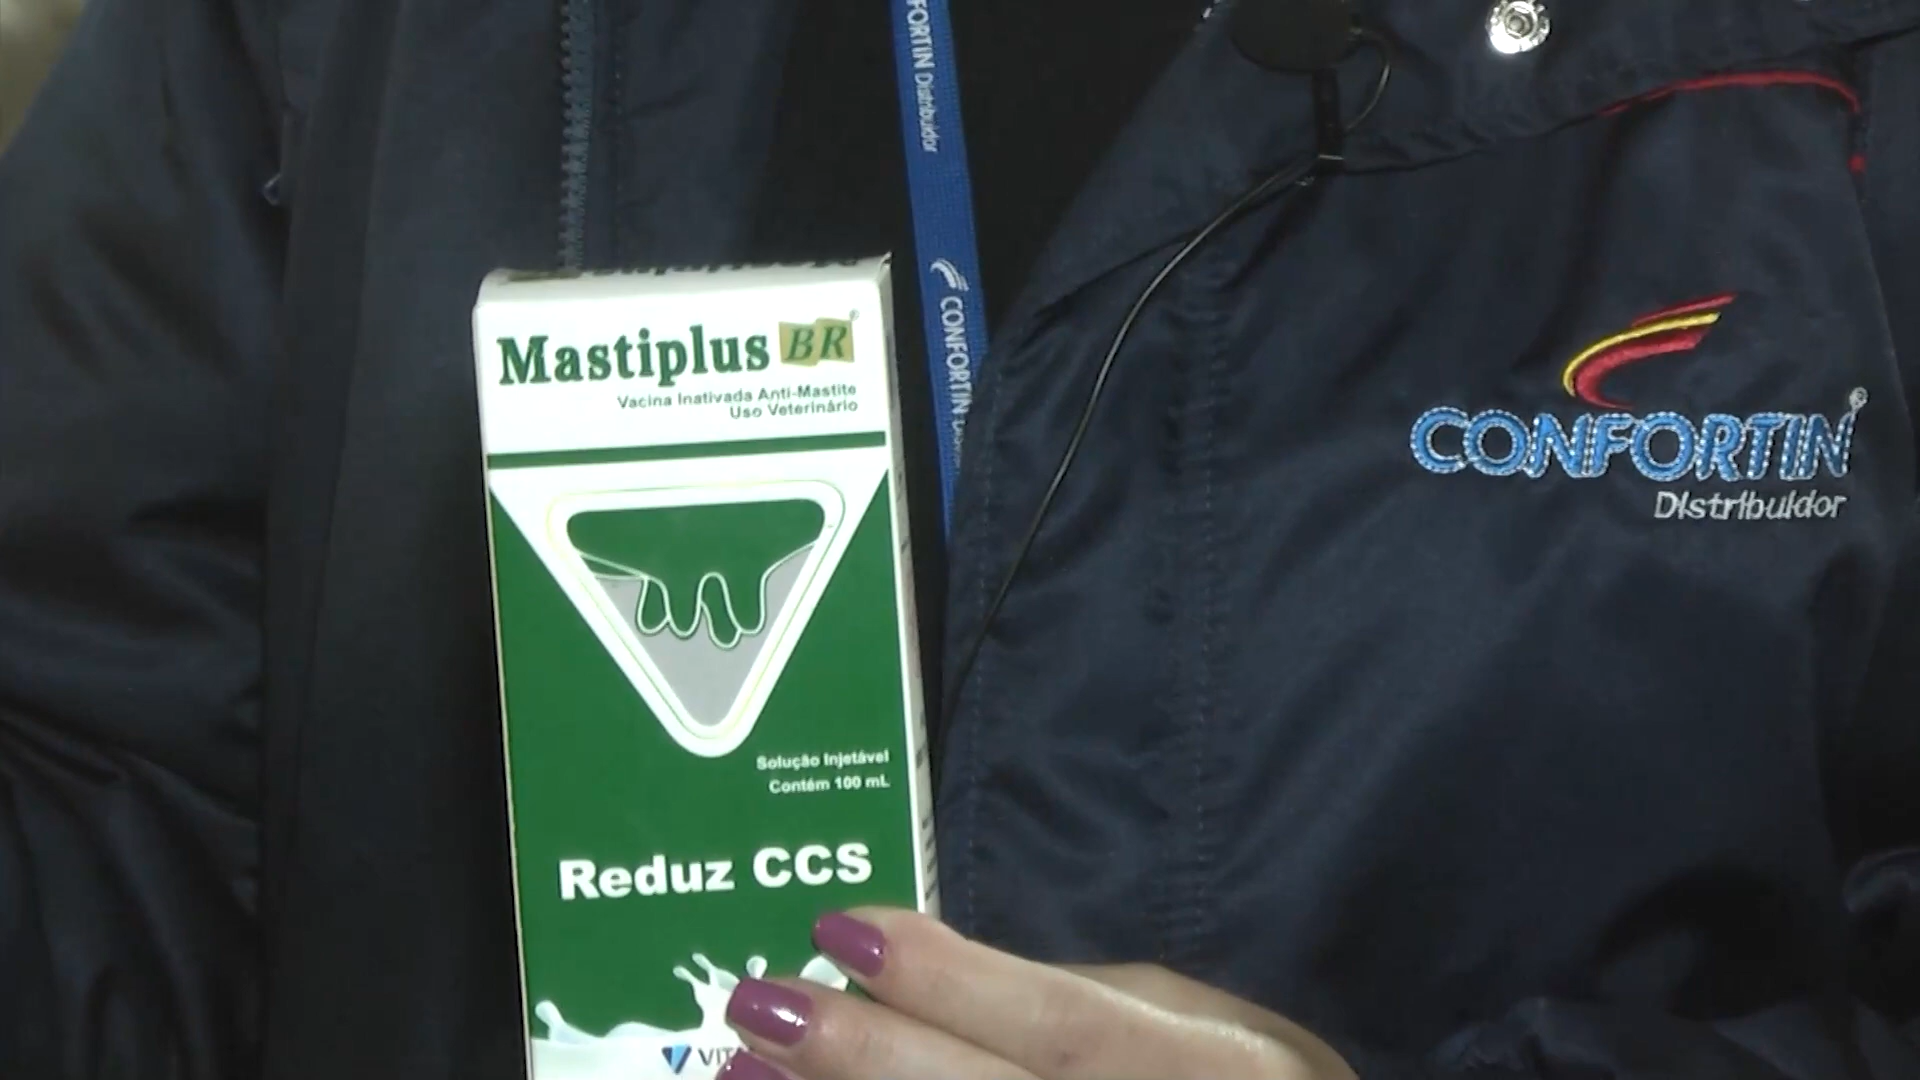 Mastiplus BR®
Vacina Inativada Anti-Mastite
Uso Veterinário
Solução Injetável
Contém 100 mL
Reduz CCS
CONFORTIN Distribuidor
CONFORTIN
CONFORTIN®
Distribuidor